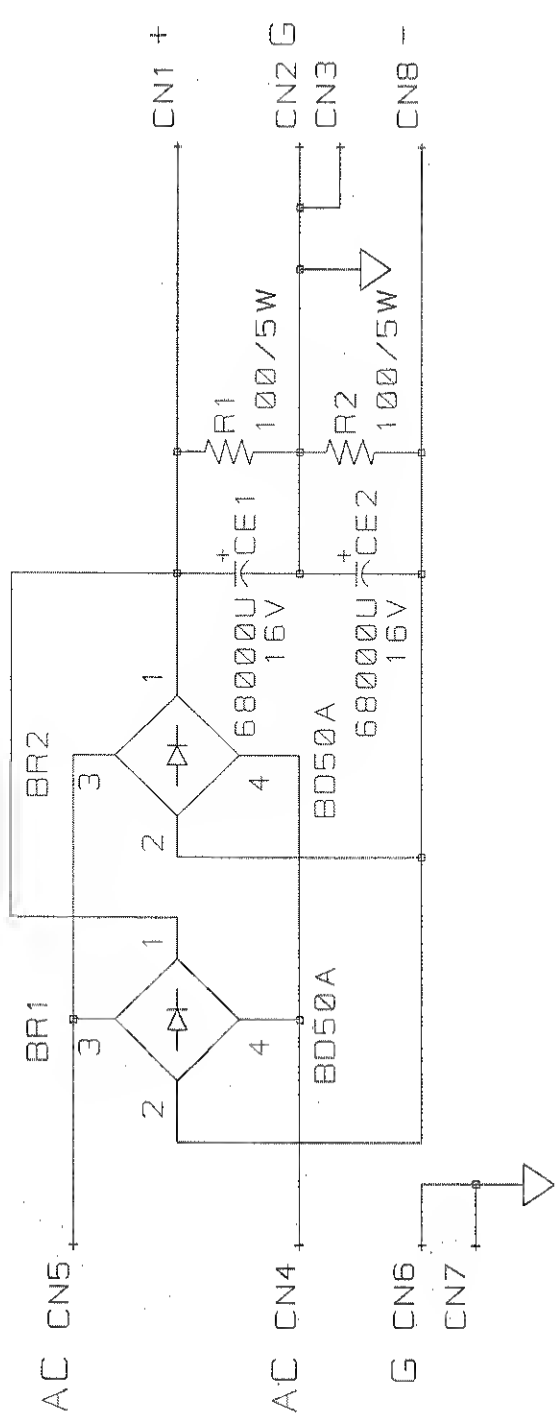 AC CN5
BR1
3
1
2
4
BD50A
BR2
3
1
2
4
BD50A
AC CN4
G CN6
CN7
68000U
16V
+
CE1
R1
100/5W
68000U
16V
+
CE2
R2
100/5W
CN1 +
CN2 G
CN3
CN8 -